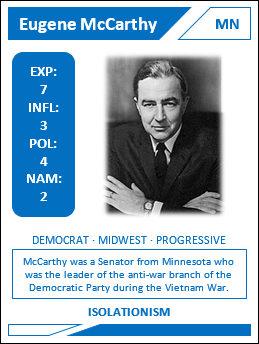 Eugene McCarthy
MN
EXP:
7
INFL:
3
POL:
4
NAM:
2
DEMOCRAT · MIDWEST · PROGRESSIVE
McCarthy was a Senator from Minnesota who
was the leader of the anti-war branch of the
Democratic Party during the Vietnam War.
ISOLATIONISM